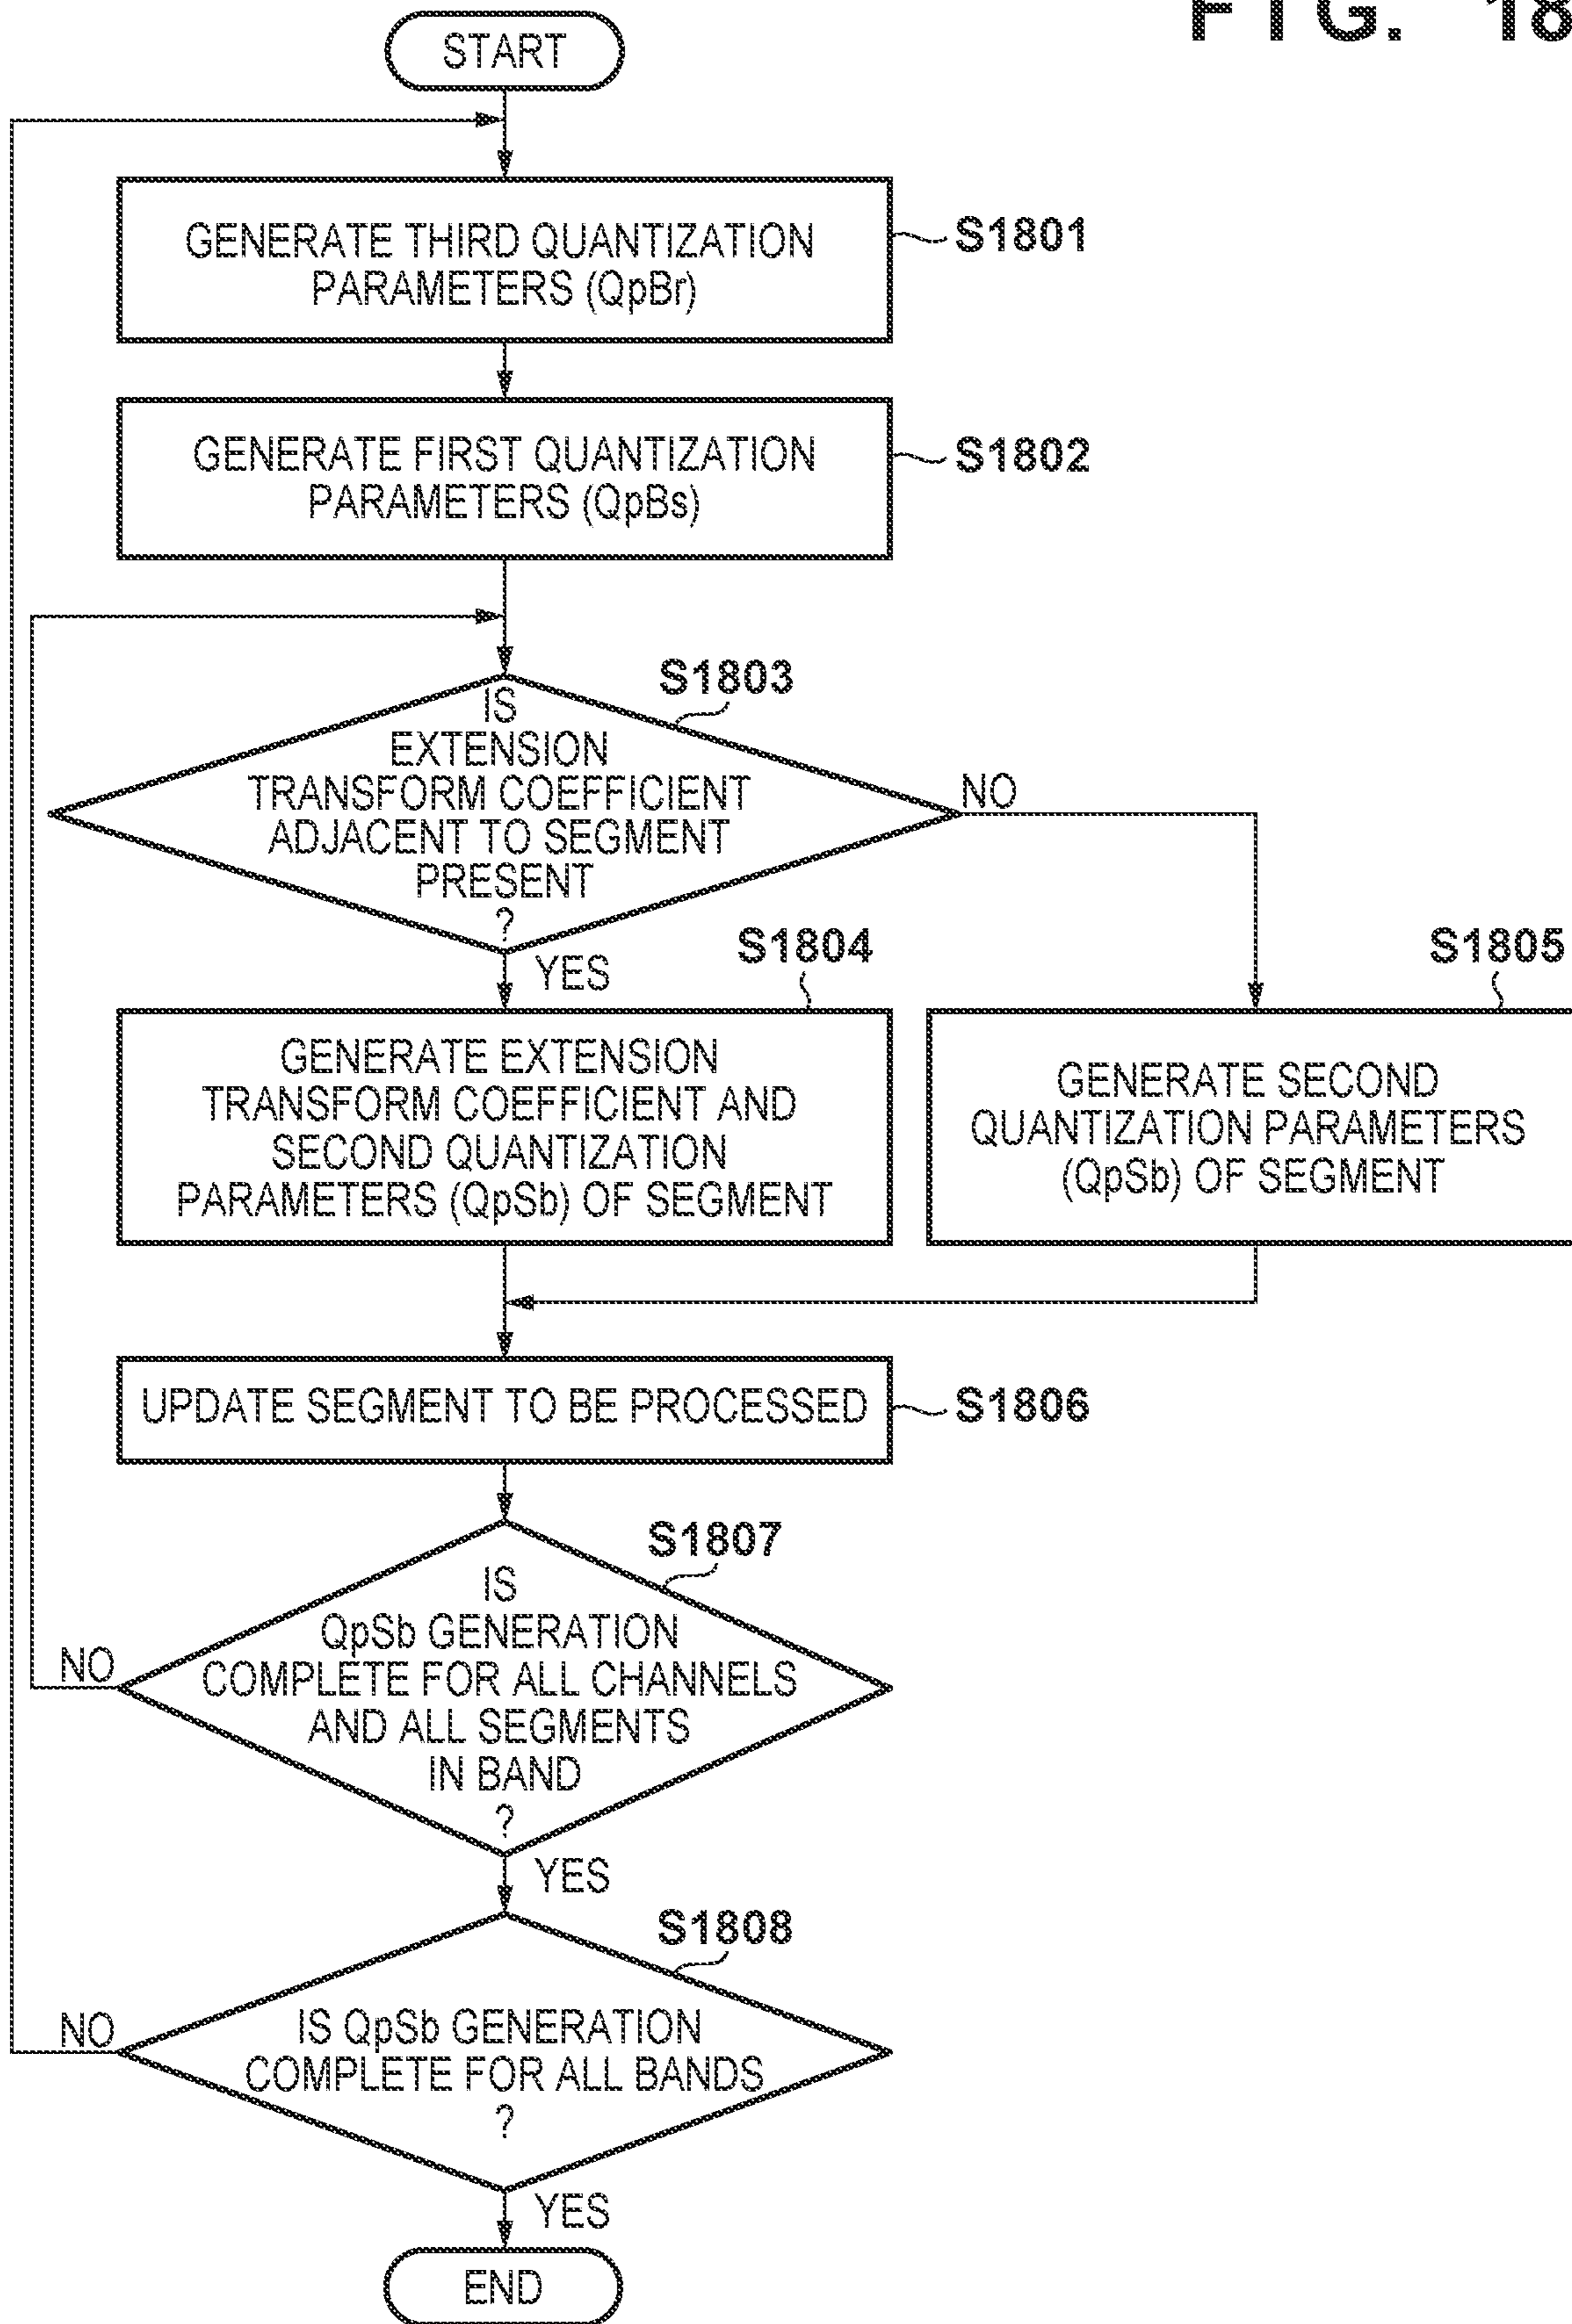 FIG. 18
START
GENERATE THIRD QUANTIZATION
PARAMETERS (QpBr)
S1801
GENERATE FIRST QUANTIZATION
PARAMETERS (QpBs)
S1802
S1803
IS
EXTENSION
TRANSFORM COEFFICIENT
ADJACENT TO SEGMENT
PRESENT
?
NO
YES
S1804
GENERATE EXTENSION
TRANSFORM COEFFICIENT AND
SECOND QUANTIZATION
PARAMETERS (QpSb) OF SEGMENT
S1805
GENERATE SECOND
QUANTIZATION PARAMETERS
(QpSb) OF SEGMENT
UPDATE SEGMENT TO BE PROCESSED
S1806
S1807
IS
QpSb GENERATION
COMPLETE FOR ALL CHANNELS
AND ALL SEGMENTS
IN BAND
?
NO
YES
S1808
IS QpSb GENERATION
COMPLETE FOR ALL BANDS
?
NO
YES
END